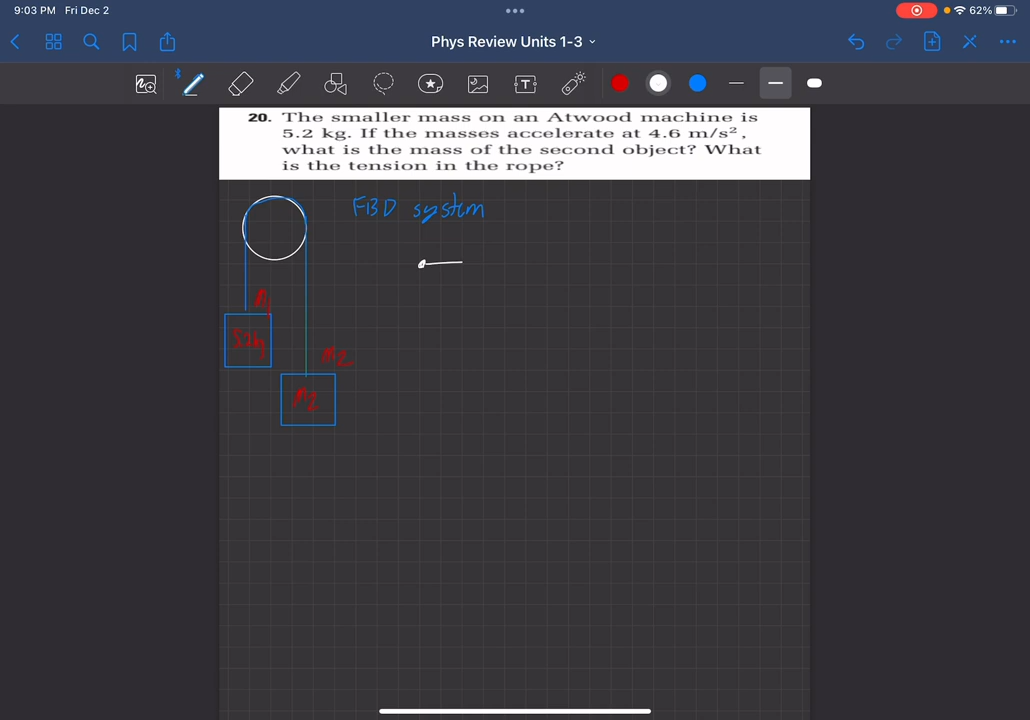 9:03 PM Fri Dec 2
62%
Phys Review Units 1-3
20. The smaller mass on an Atwood machine is
5.2 kg. If the masses accelerate at 4.6 m/s²,
what is the mass of the second object? What
is the tension in the rope?
FBD system
M1
5.2kg
M2
M2